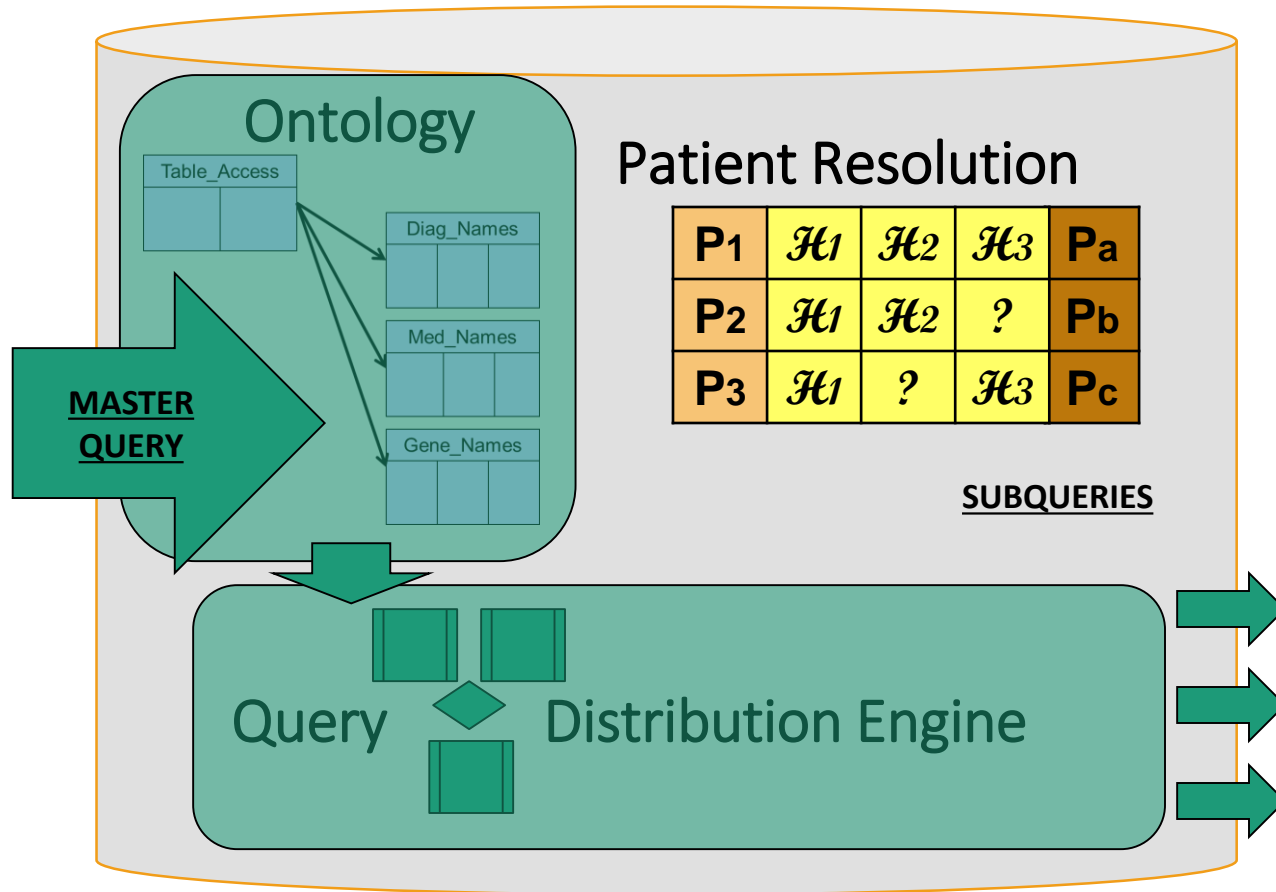 Ontology
Table_Access
Diag_Names
Med_Names
Gene_Names
MASTER
QUERY
Patient Resolution
P1 ℋ1 ℋ2 ℋ3 Pa
P2 ℋ1 ℋ2 ? Pb
P3 ℋ1 ? ℋ3 Pc
SUBQUERIES
Query Distribution Engine